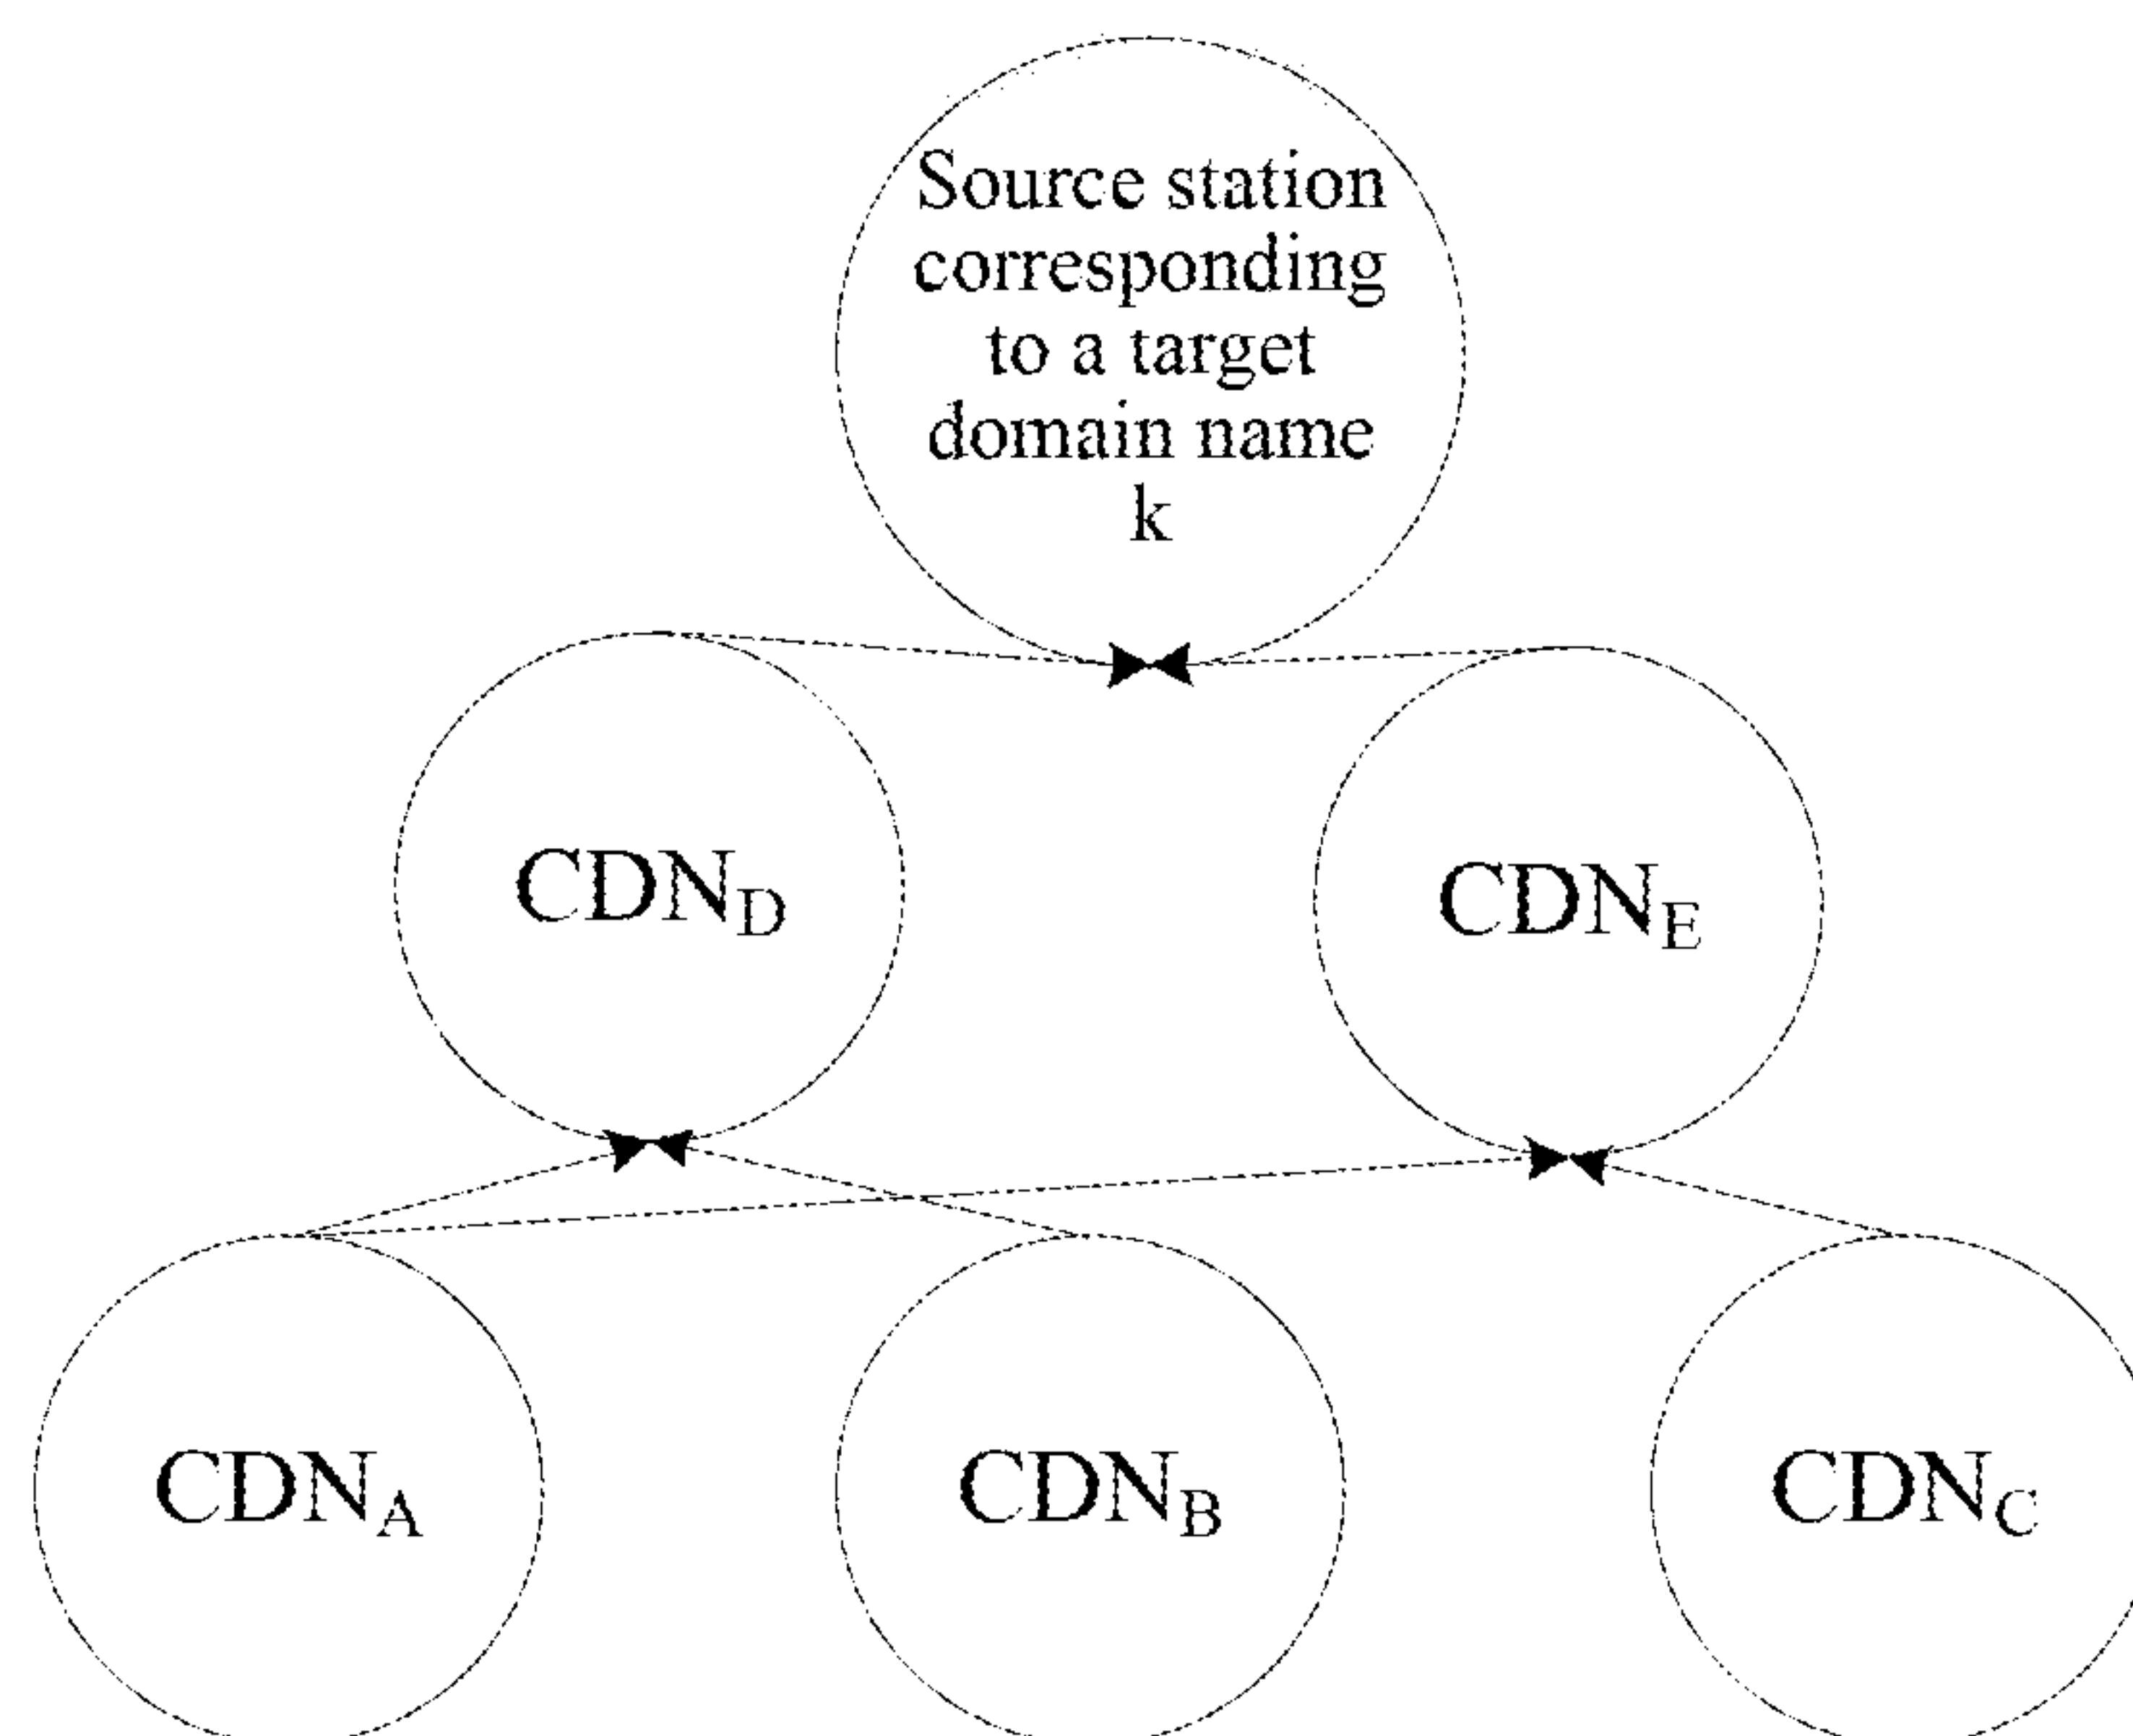 Source station
corresponding
to a target
domain name
k
CDN_D
CDN_E
CDN_A
CDN_B
CDN_C